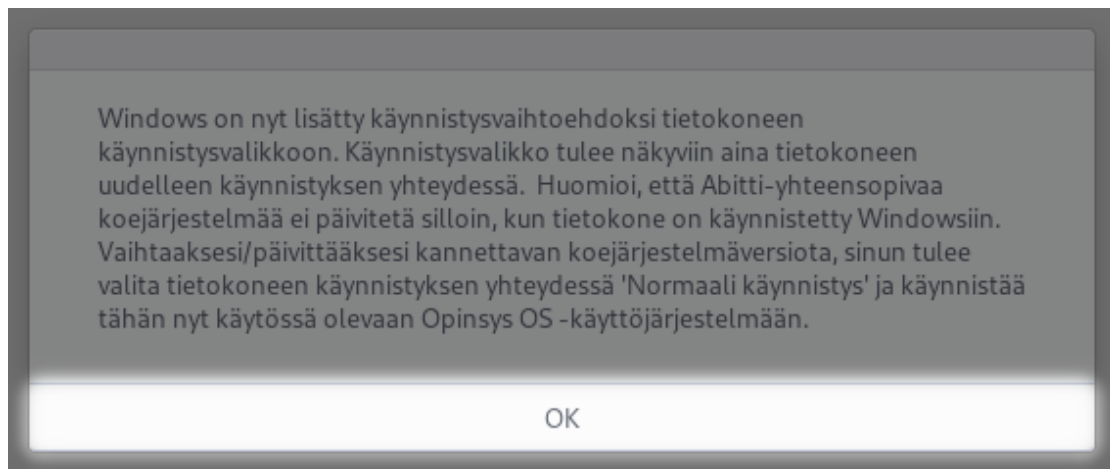 Windows on nyt lisätty käynnistysvaihtoehdoksi tietokoneen
käynnistysvalikkoon. Käynnistysvalikko tulee näkyviin aina tietokoneen
uudelleen käynnistyksen yhteydessä.  Huomioi, että Abitti-yhteensopivaa
koejärjestelmää ei päivitetä silloin, kun tietokone on käynnistetty Windowsiin.
Vaihtaaksesi/päivittääksesi kannettavan koejärjestelmäversiota, sinun tulee
valita tietokoneen käynnistyksen yhteydessä 'Normaali käynnistys' ja käynnistää
tähän nyt käytössä olevaan Opinsys OS -käyttöjärjestelmään.
OK